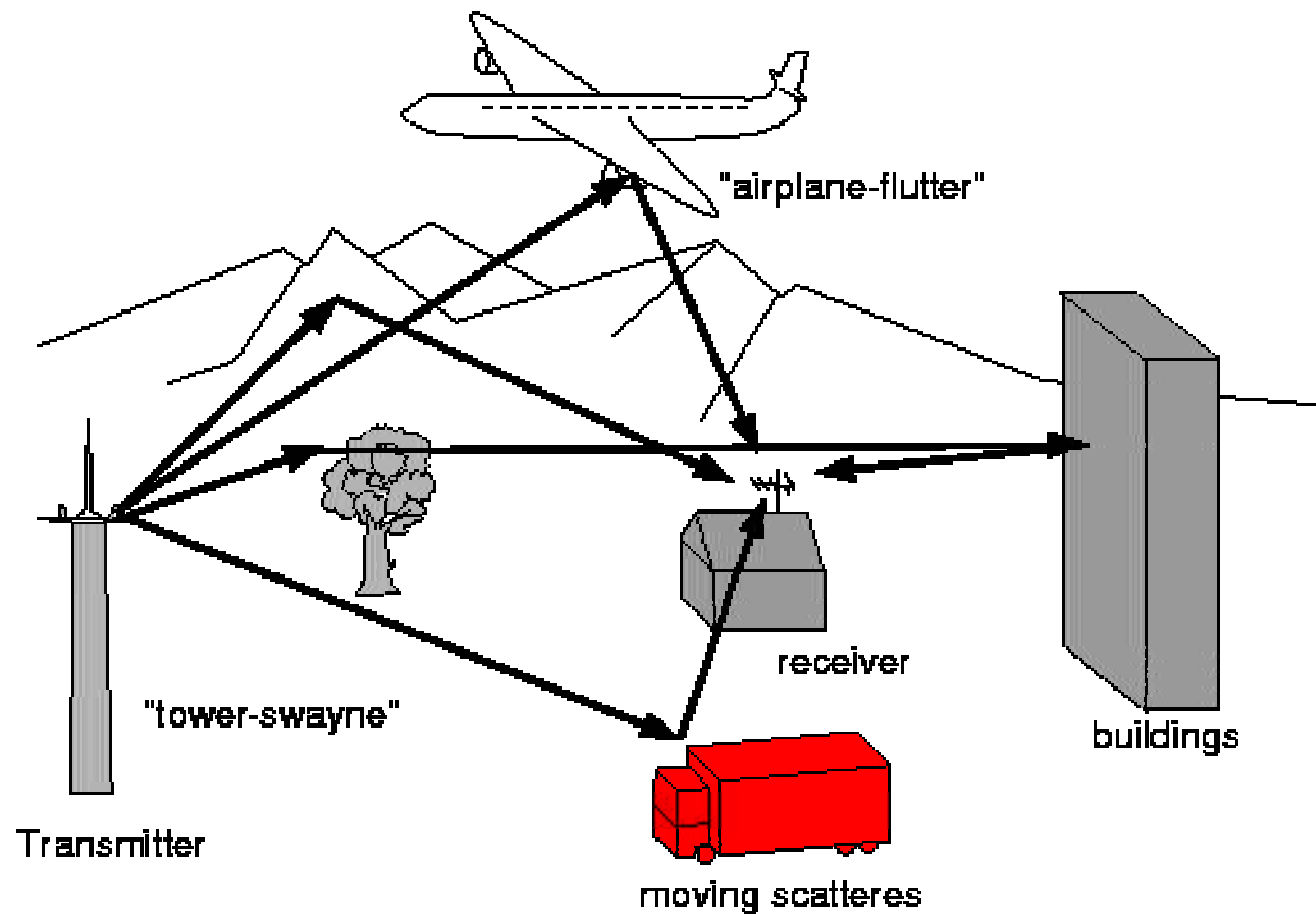 "airplane-flutter"
receiver
"tower-swayne"
buildings
Transmitter
moving scatteres